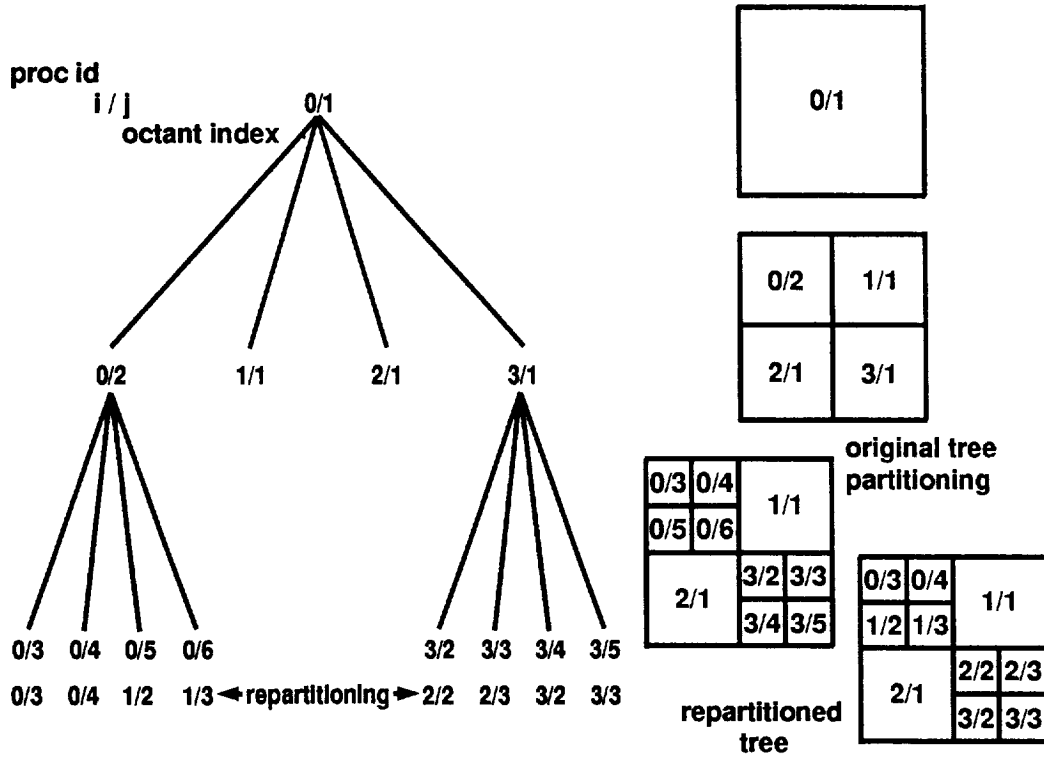 proc id
i / j
octant index
0/1
0/2 1/1 2/1 3/1
0/3 0/4 0/5 0/6 3/2 3/3 3/4 3/5
0/3 0/4 1/2 1/3 repartitioning 2/2 2/3 3/2 3/3
0/1
0/2 1/1
2/1 3/1
original tree
partitioning
0/3 0/4
1/1
0/5 0/6
2/1
3/2 3/3
3/4 3/5
0/3 0/4
1/1
1/2 1/3
2/1
2/2 2/3
3/2 3/3
repartitioned
tree